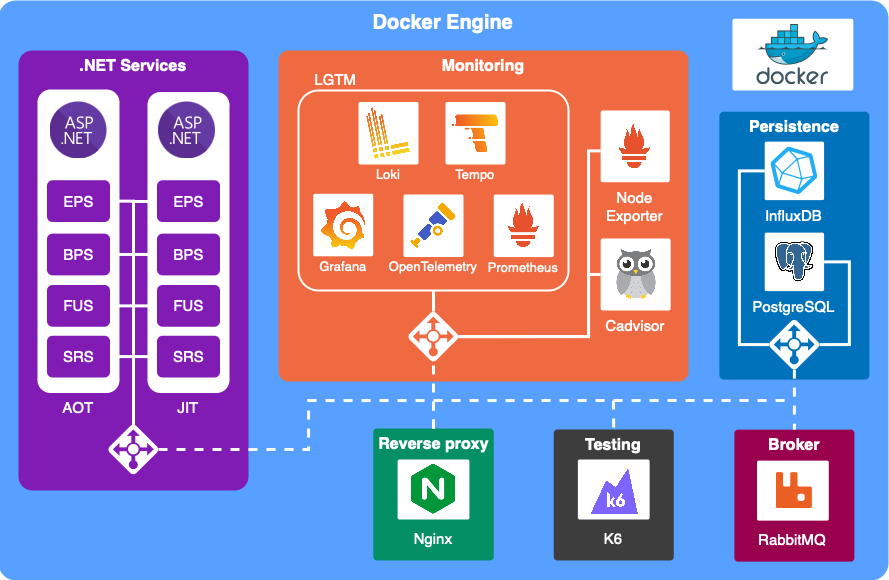 Docker Engine
docker
.NET Services
ASP
.NET
EPS
BPS
FUS
SRS
AOT
ASP
.NET
EPS
BPS
FUS
SRS
JIT
Monitoring
LGTM
Loki
Tempo
Grafana
OpenTelemetry
Prometheus
Node
Exporter
Cadvisor
Persistence
InfluxDB
PostgreSQL
Reverse proxy
N
Nginx
Testing
k6
K6
Broker
RabbitMQ